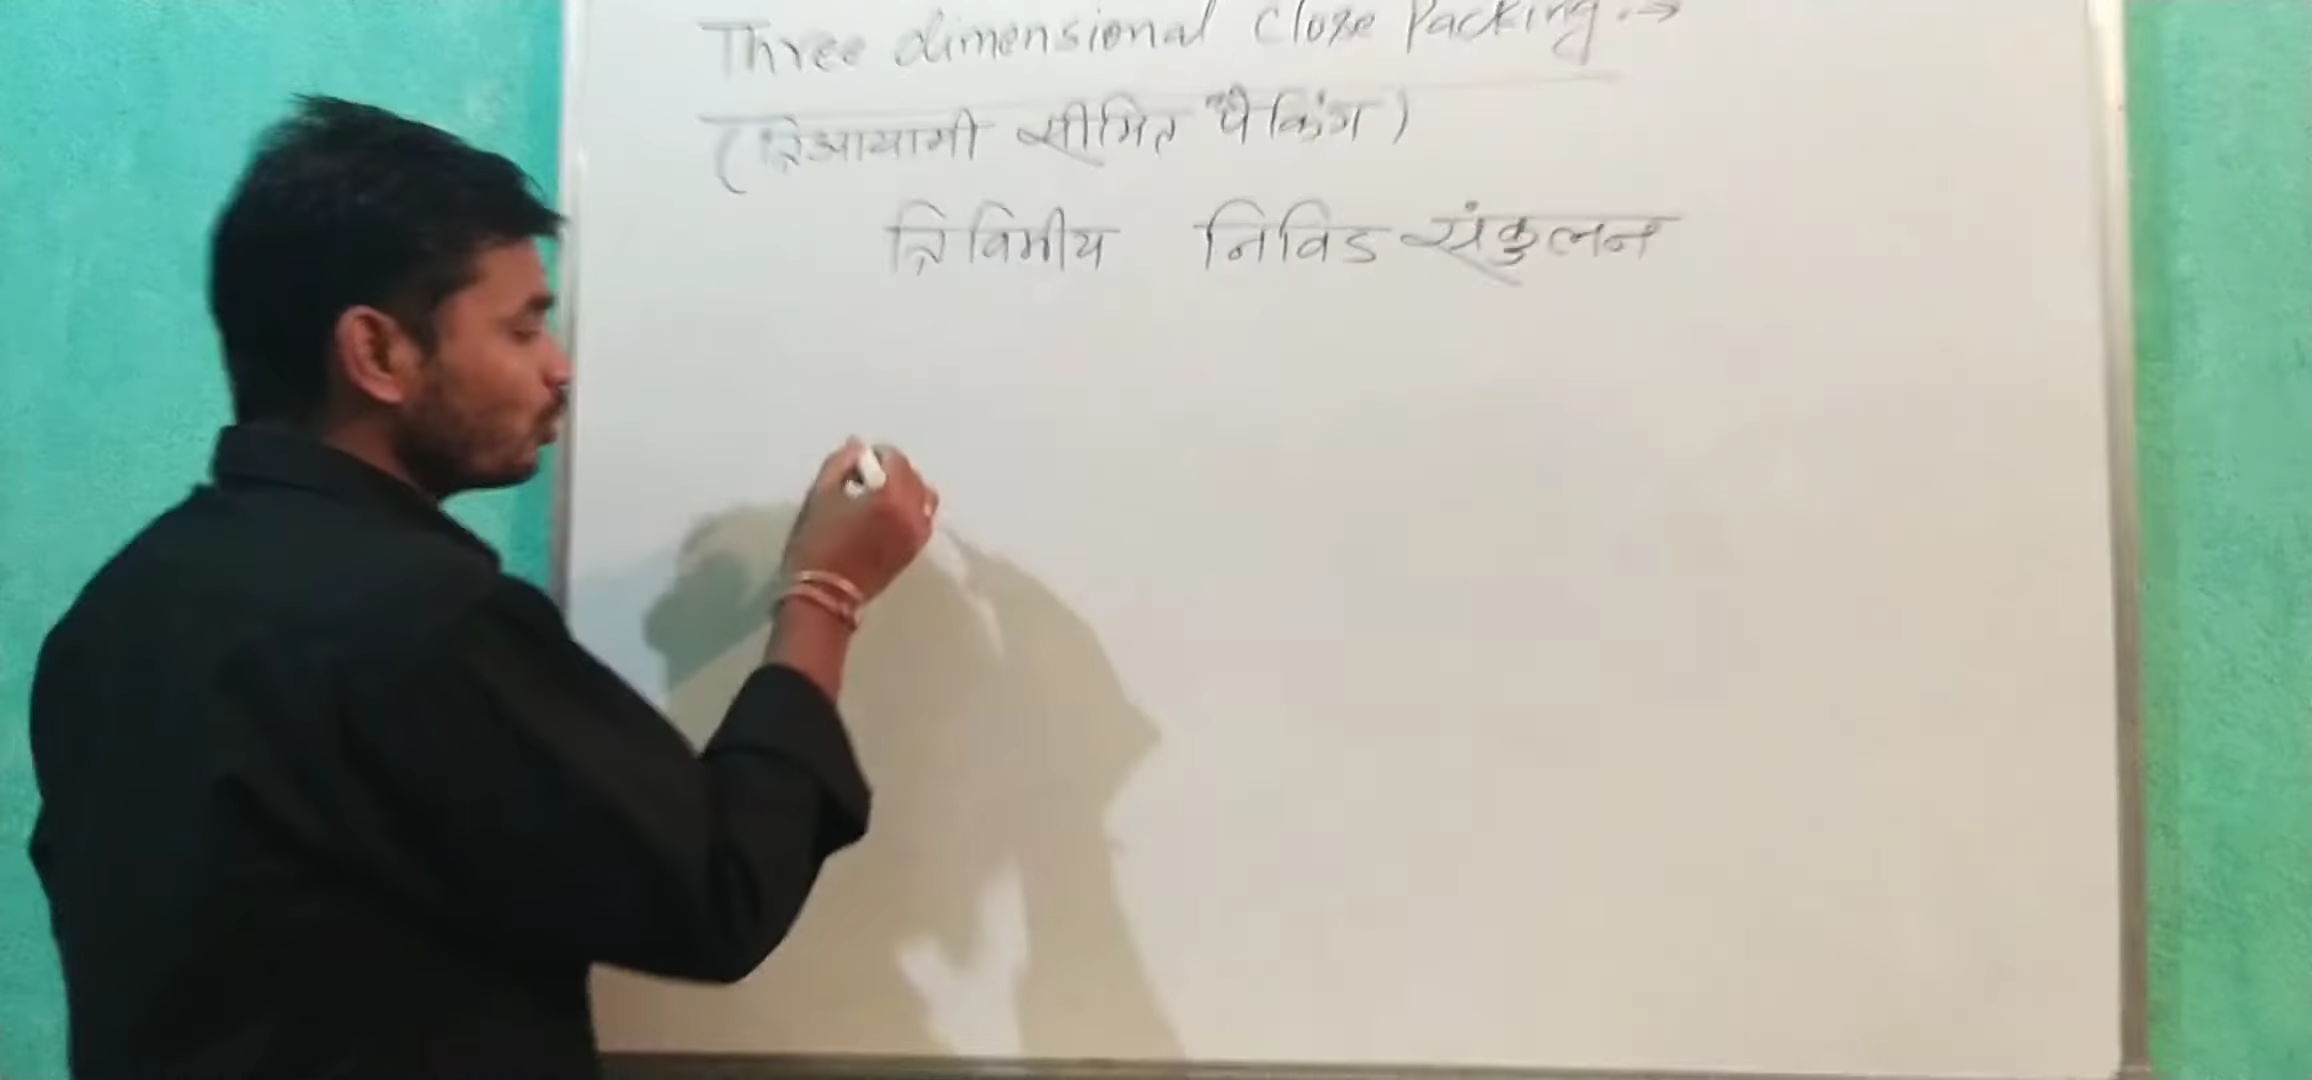 Three dimensional Close Packing :→
(त्रिआयामी सीमित पैकिंग)
त्रिविमीय निविड संकुलन